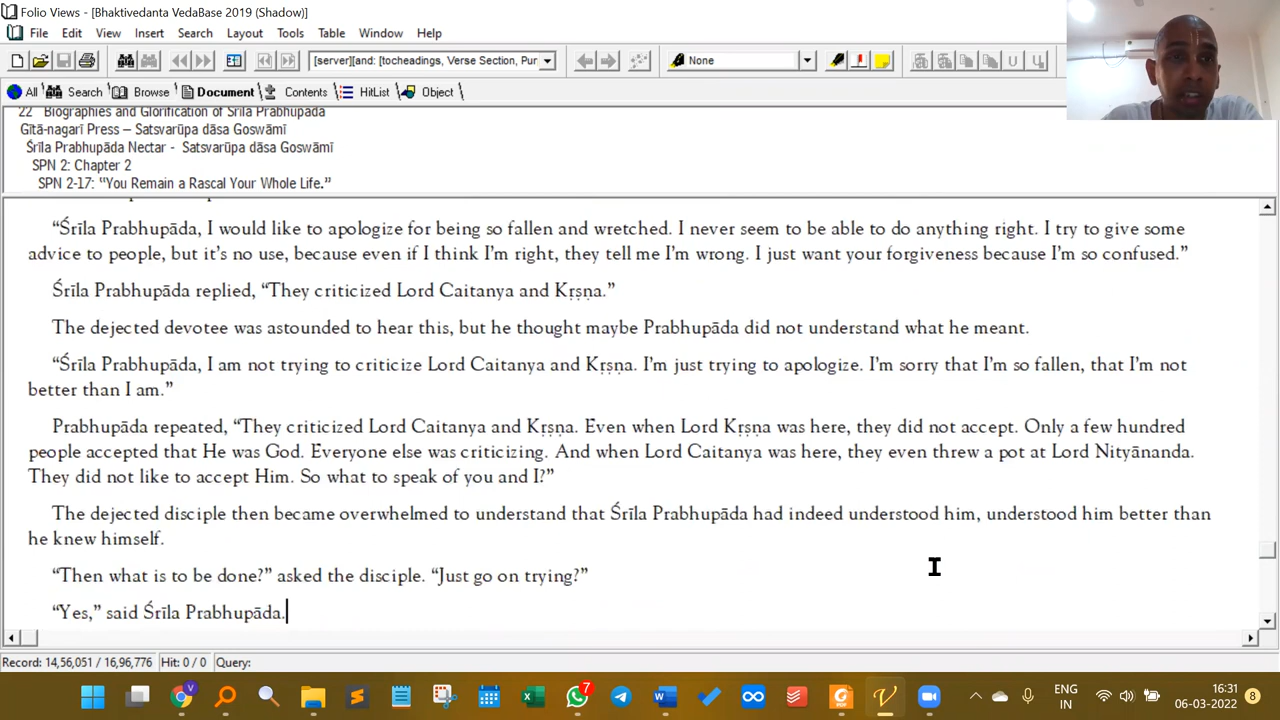 Folio Views - [Bhaktivedanta VedaBase 2019 (Shadow)]
File Edit View Insert Search Layout Tools Table Window Help
[server][and: [tocheadings, Verse Section, Pur None
All Search Browse Document Contents HitList Object
22 Biographies and Glorification of Śrīla Prabhupāda
Gītā-nagarī Press – Satsvarūpa dāsa Goswāmī
Śrīla Prabhupāda Nectar - Satsvarūpa dāsa Goswāmī
SPN 2: Chapter 2
SPN 2-17: “You Remain a Rascal Your Whole Life.”
“Śrīla Prabhupāda, I would like to apologize for being so fallen and wretched. I never seem to be able to do anything right. I try to give some
advice to people, but it’s no use, because even if I think I’m right, they tell me I’m wrong. I just want your forgiveness because I’m so confused.”
Śrīla Prabhupāda replied, “They criticized Lord Caitanya and Kṛṣṇa.”
The dejected devotee was astounded to hear this, but he thought maybe Prabhupāda did not understand what he meant.
“Śrīla Prabhupāda, I am not trying to criticize Lord Caitanya and Kṛṣṇa. I’m just trying to apologize. I’m sorry that I’m so fallen, that I’m not
better than I am.”
Prabhupāda repeated, “They criticized Lord Caitanya and Kṛṣṇa. Even when Lord Kṛṣṇa was here, they did not accept. Only a few hundred
people accepted that He was God. Everyone else was criticizing. And when Lord Caitanya was here, they even threw a pot at Lord Nityānanda.
They did not like to accept Him. So what to speak of you and I?”
The dejected disciple then became overwhelmed to understand that Śrīla Prabhupāda had indeed understood him, understood him better than
he knew himself.
“Then what is to be done?” asked the disciple. “Just go on trying?”
“Yes,” said Śrīla Prabhupāda.
Record: 14,56,051 / 16,96,776 Hit: 0 / 0 Query:
7
ENG 16:31
IN 06-03-2022 8